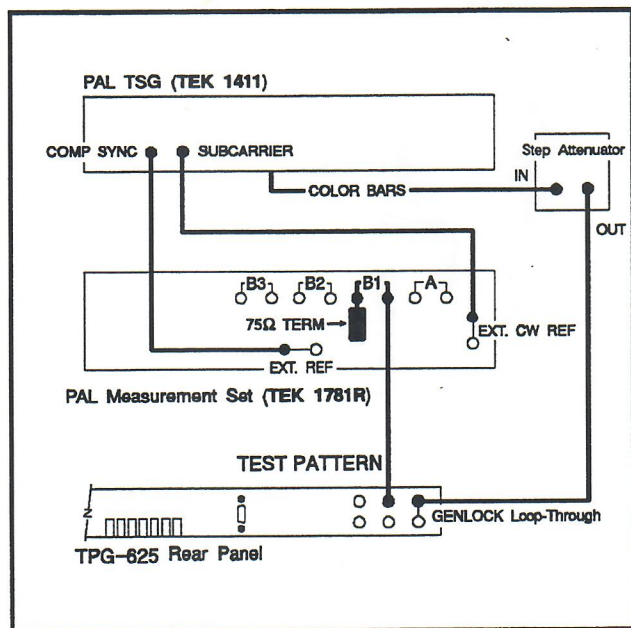 PAL TSG (TEK 1411)
COMP SYNC
SUBCARRIER
Step Attenuator
IN
COLOR BARS
OUT
B3
B2
B1
A
75Ω TERM
EXT. CW REF
EXT. REF
PAL Measurement Set (TEK 1781R)
TEST PATTERN
GENLOCK Loop-Through
TPG-625 Rear Panel